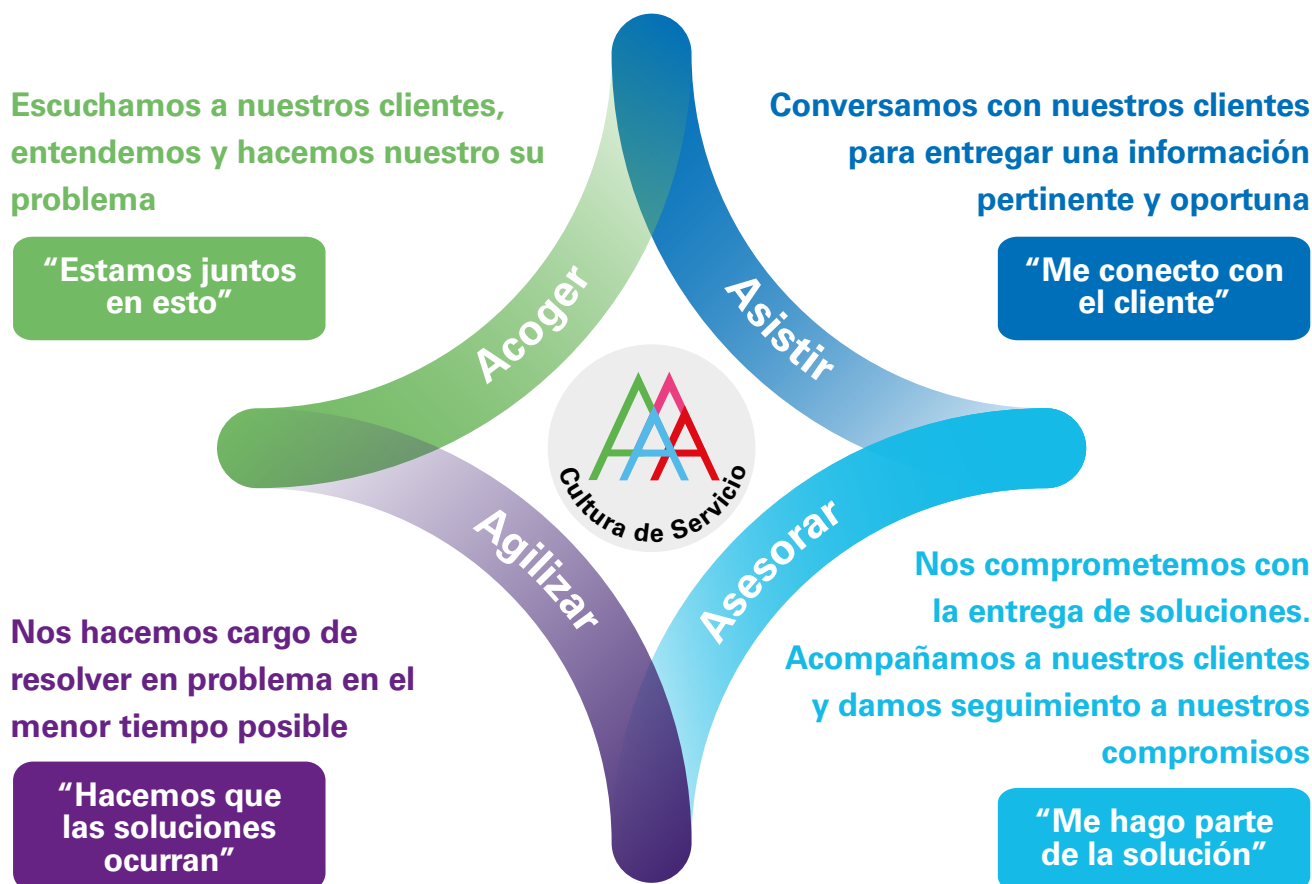 Escuchamos a nuestros clientes,
entendemos y hacemos nuestro su
problema
“Estamos juntos
en esto”
Conversamos con nuestros clientes
para entregar una información
pertinente y oportuna
“Me conecto con
el cliente”
Acoger
Asistir
AAA
Cultura de Servicio
Agilizar
Asesorar
Nos hacemos cargo de
resolver en problema en el
menor tiempo posible
“Hacemos que
las soluciones
ocurran”
Nos comprometemos con
la entrega de soluciones.
Acompañamos a nuestros clientes
y damos seguimiento a nuestros
compromisos
“Me hago parte
de la solución”